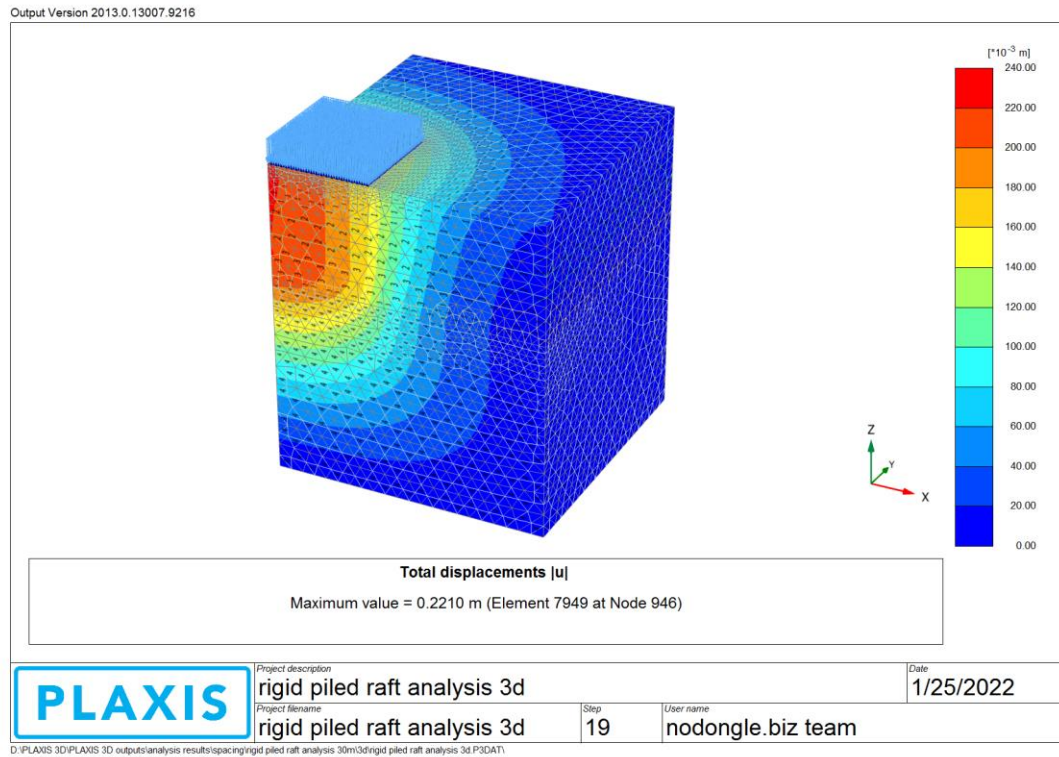 Output Version 2013.0.13007.9216
[*10-3 m]
240.00
220.00
200.00
180.00
160.00
140.00
120.00
100.00
80.00
60.00
40.00
20.00
0.00
Z
Y
X
Total displacements |u|
Maximum value = 0.2210 m (Element 7949 at Node 946)
PLAXIS
Project description
rigid piled raft analysis 3d
Date
1/25/2022
Project filename
rigid piled raft analysis 3d
Step
19
User name
nodongle.biz team
D:\PLAXIS 3D\PLAXIS 3D outputs\analysis results\spacing\rigid piled raft analysis 30m\3d\rigid piled raft analysis 3d.P3DAT\